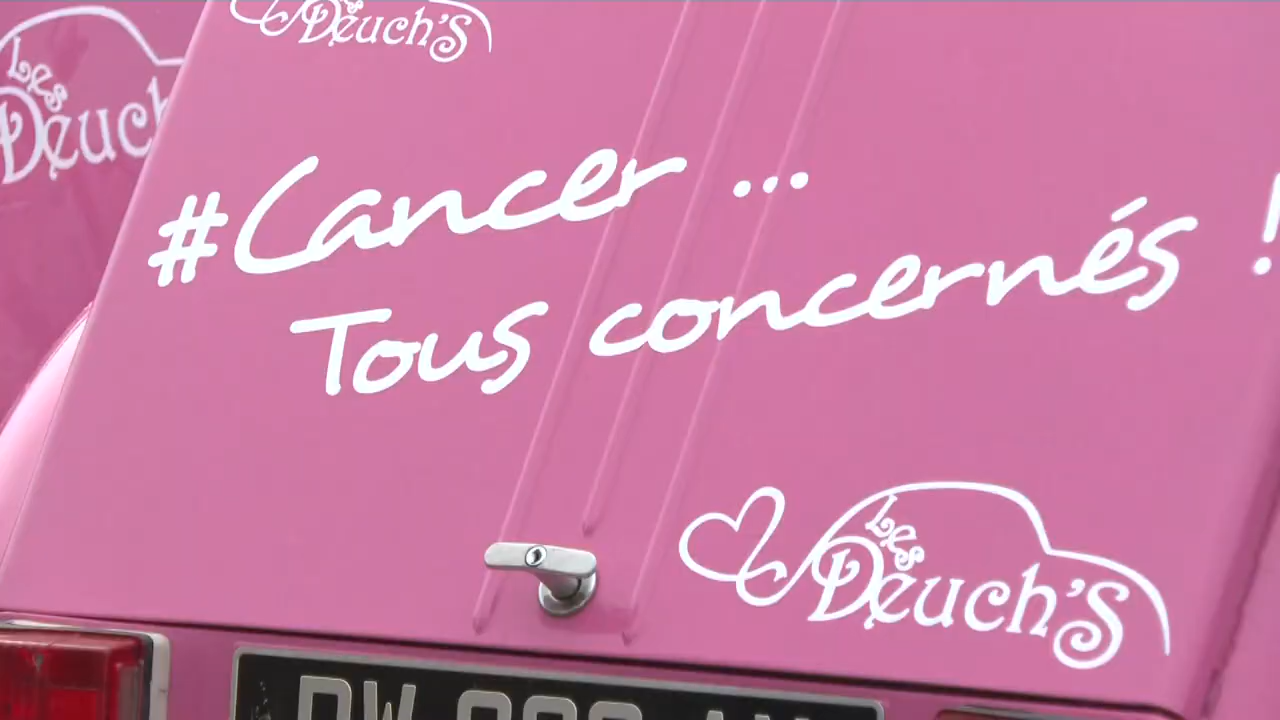 Les
Deuch's
Les
Deuch
#Cancer ...
Tous concernés !
Les
Deuch's